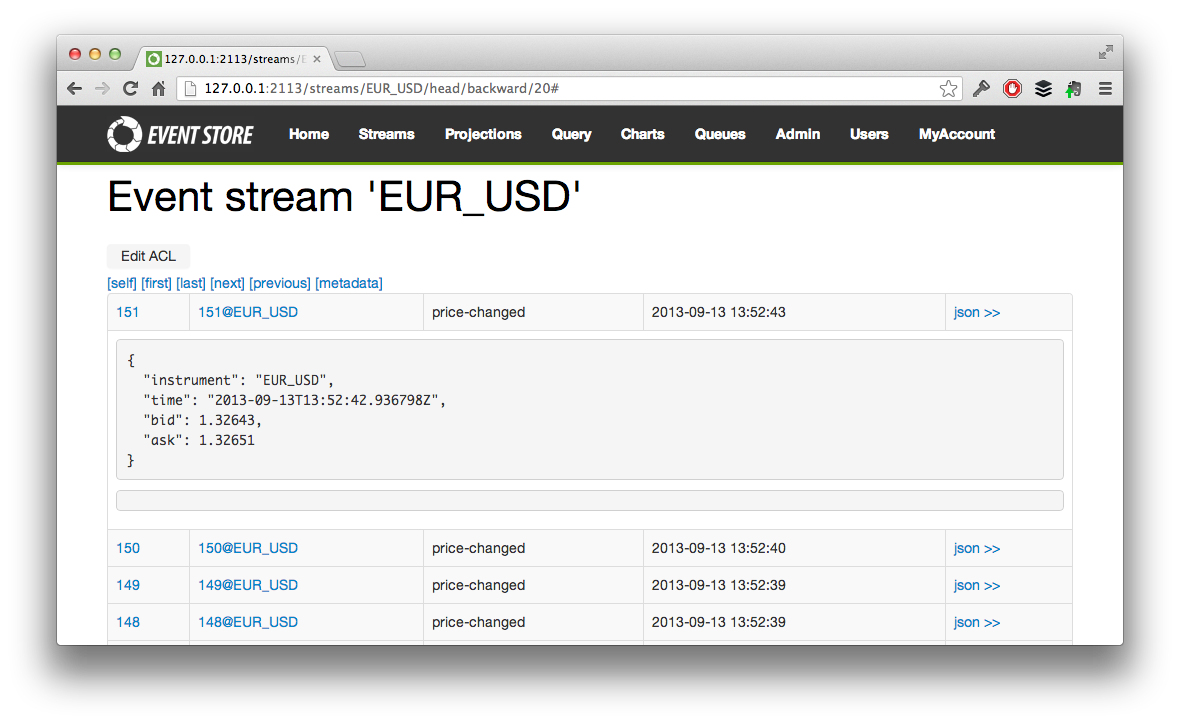 127.0.0.1:2113/streams/E
127.0.0.1:2113/streams/EUR_USD/head/backward/20#
EVENT STORE Home Streams Projections Query Charts Queues Admin Users MyAccount
Event stream 'EUR_USD'
Edit ACL
[self] [first] [last] [next] [previous] [metadata]
151 151@EUR_USD price-changed 2013-09-13 13:52:43 json >>
{
"instrument": "EUR_USD",
"time": "2013-09-13T13:52:42.936798Z",
"bid": 1.32643,
"ask": 1.32651
}
150 150@EUR_USD price-changed 2013-09-13 13:52:40 json >>
149 149@EUR_USD price-changed 2013-09-13 13:52:39 json >>
148 148@EUR_USD price-changed 2013-09-13 13:52:39 json >>